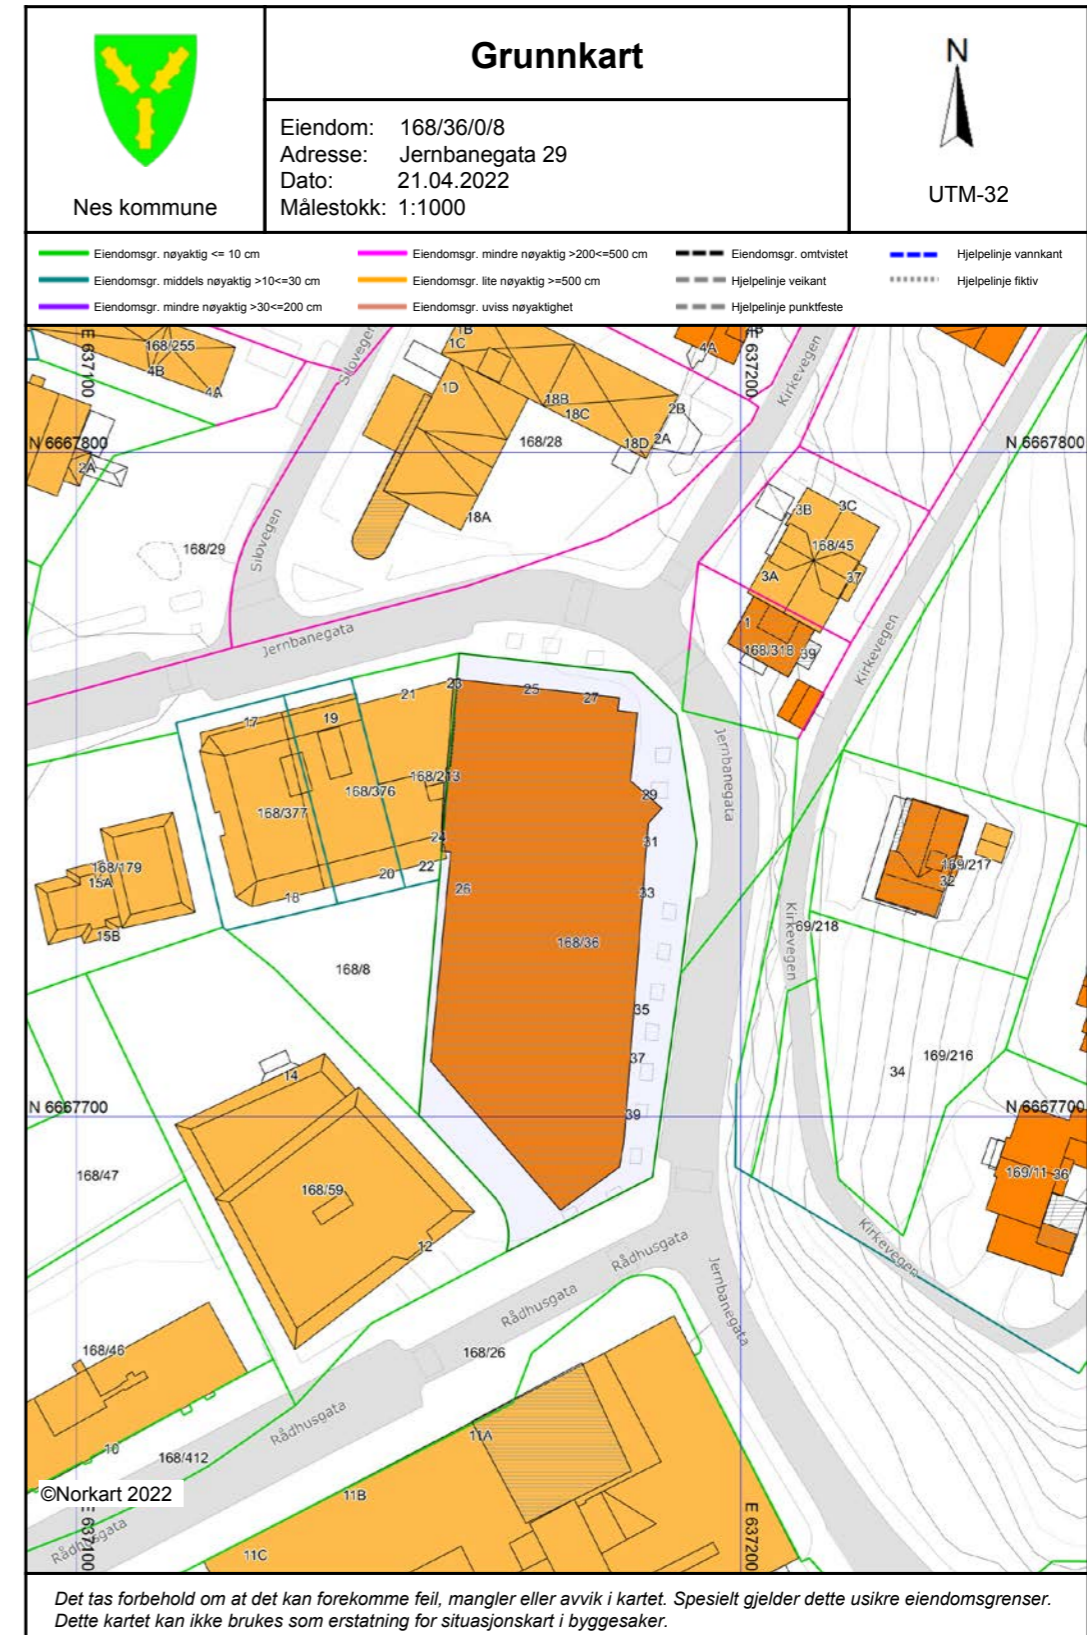 Grunnkart
N
Eiendom: 168/36/0/8
Adresse: Jernbanegata 29
Dato: 21.04.2022
Målestokk: 1:1000
Nes kommune
UTM-32
Eiendomsgr. nøyaktig <= 10 cm
Eiendomsgr. mindre nøyaktig >200<=500 cm
Eiendomsgr. omtvistet
Hjelpelinje vannkant
Eiendomsgr. middels nøyaktig >10<=30 cm
Eiendomsgr. lite nøyaktig >=500 cm
Hjelpelinje veikant
Hjelpelinje fiktiv
Eiendomsgr. mindre nøyaktig >30<=200 cm
Eiendomsgr. uviss nøyaktighet
Hjelpelinje punktfeste
E 637100
168/255
4B
4A
Silovegen
1B
1C
1D
18B
18C
18D
2B
2A
4A
E 637200
Kirkevegen
N 6667800
2A
168/28
N 6667800
18A
168/29
Silovegen
3B
3C
168/45
3A
37
1
168/318
39
Jernbanegata
Kirkevegen
17
19
21
23
25
27
168/213
168/376
168/377
29
31
Jernbanegata
24
22
20
18
26
33
168/179
15A
15B
168/36
168/8
169/217
32
69/218
Kirkevegen
35
37
39
34
169/216
14
N 6667700
N 6667700
168/47
168/59
12
169/11
36
Kirkevegen
Rådhusgata
Jernbanegata
Rådhusgata
168/26
168/46
10
168/412
Rådhusgata
11A
11B
11C
©Norkart 2022
E 637100
Rådhusgata
E 637200
Det tas forbehold om at det kan forekomme feil, mangler eller avvik i kartet. Spesielt gjelder dette usikre eiendomsgrenser.
Dette kartet kan ikke brukes som erstatning for situasjonskart i byggesaker.